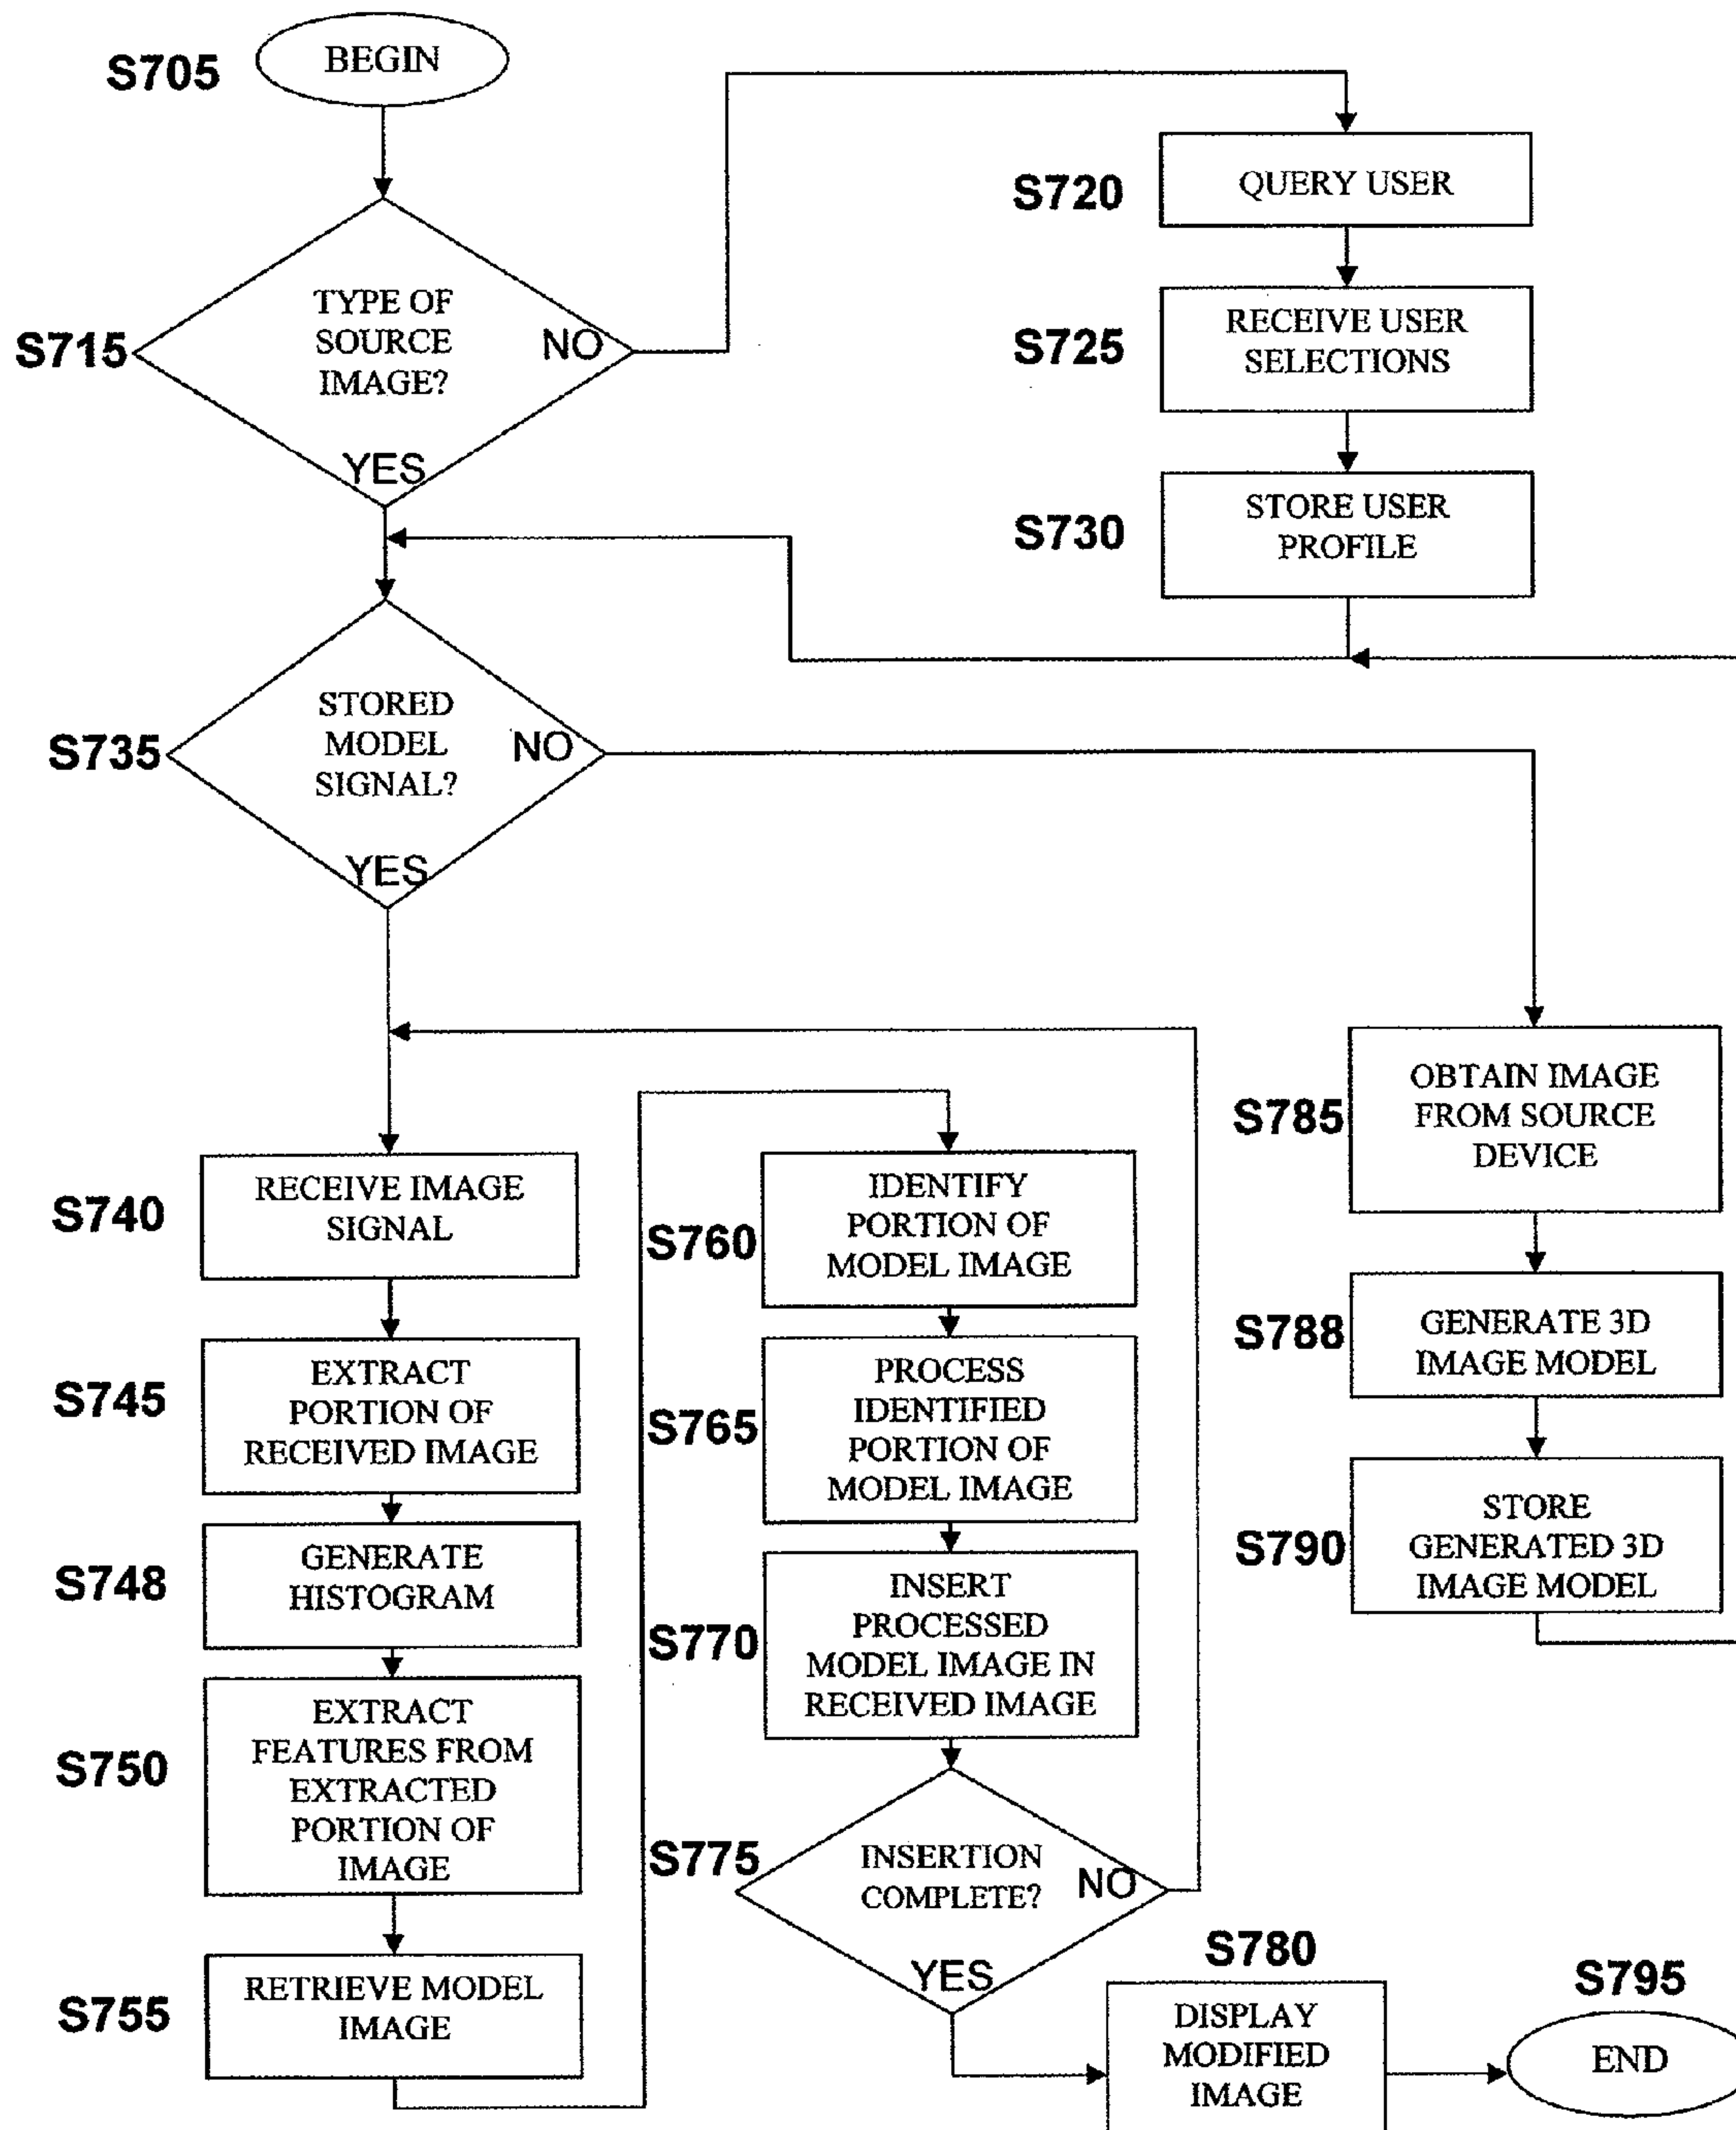 S705
BEGIN
S715
TYPE OF
SOURCE
IMAGE?
NO
YES
S720
QUERY USER
S725
RECEIVE USER
SELECTIONS
S730
STORE USER
PROFILE
S735
STORED
MODEL
SIGNAL?
NO
YES
S740
RECEIVE IMAGE
SIGNAL
S745
EXTRACT
PORTION OF
RECEIVED IMAGE
S748
GENERATE
HISTOGRAM
S750
EXTRACT
FEATURES FROM
EXTRACTED
PORTION OF
IMAGE
S755
RETRIEVE MODEL
IMAGE
S760
IDENTIFY
PORTION OF
MODEL IMAGE
S765
PROCESS
IDENTIFIED
PORTION OF
MODEL IMAGE
S770
INSERT
PROCESSED
MODEL IMAGE IN
RECEIVED IMAGE
S775
INSERTION
COMPLETE?
NO
YES
S780
DISPLAY
MODIFIED
IMAGE
S785
OBTAIN IMAGE
FROM SOURCE
DEVICE
S788
GENERATE 3D
IMAGE MODEL
S790
STORE
GENERATED 3D
IMAGE MODEL
S795
END